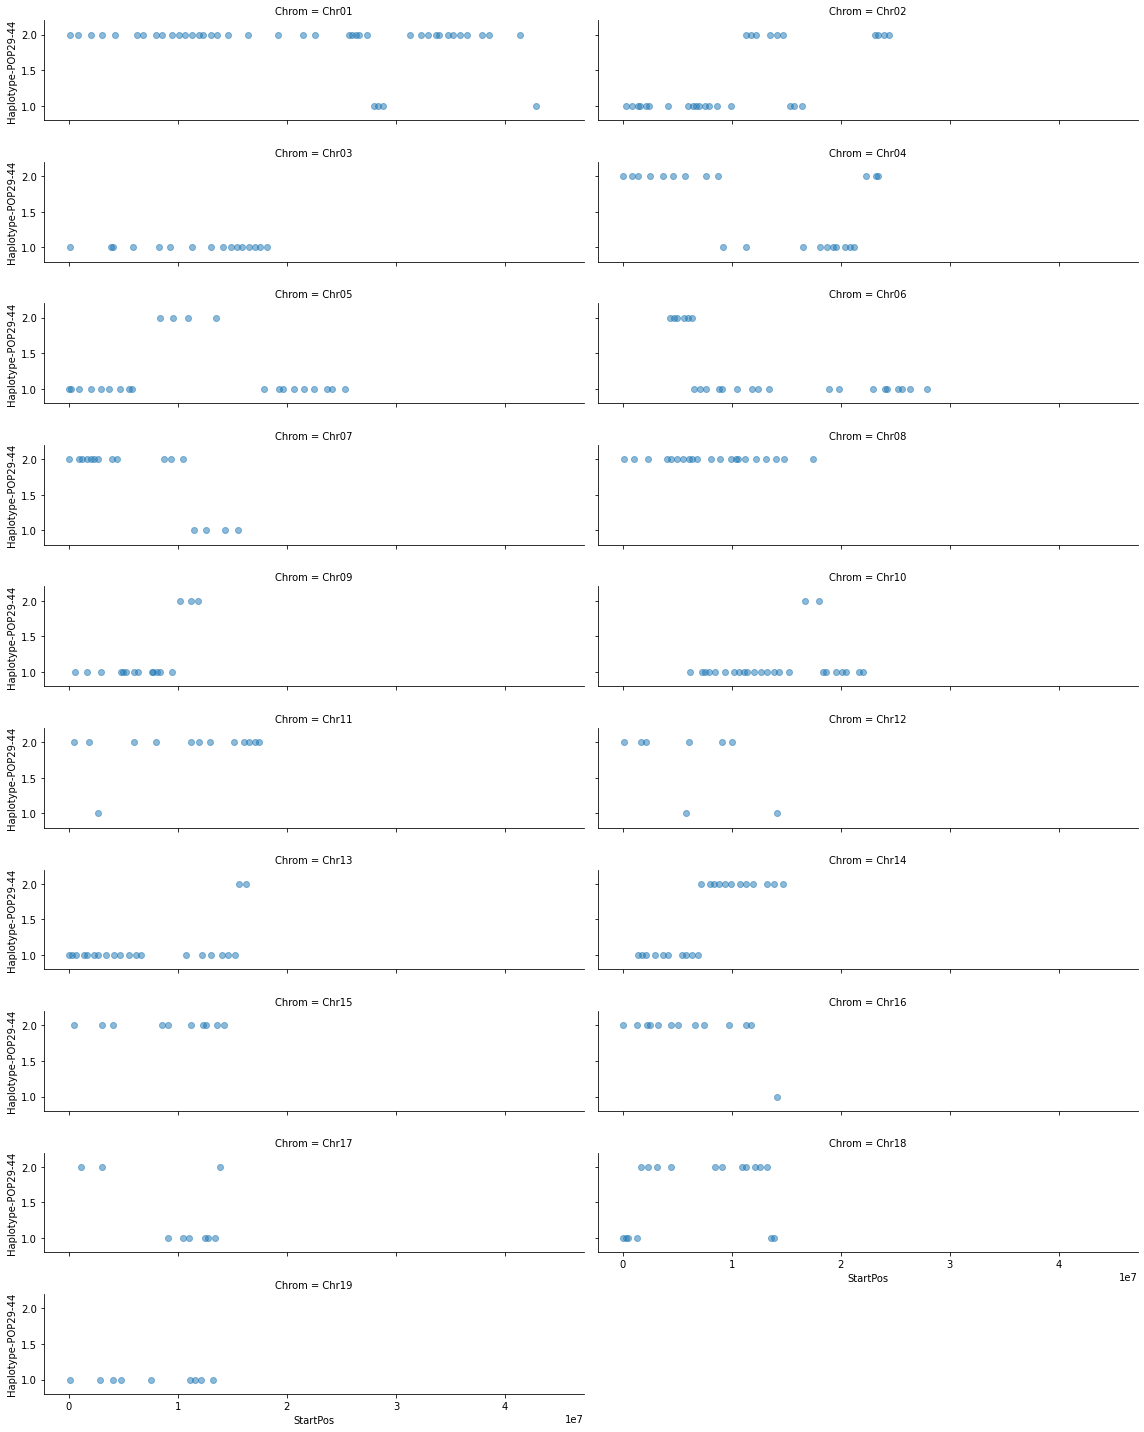 Chrom = Chr01
Chrom = Chr02
2.0
1.5
1.0
Haplotype-POP29-44
Chrom = Chr03
Chrom = Chr04
2.0
1.5
1.0
Haplotype-POP29-44
Chrom = Chr05
Chrom = Chr06
2.0
1.5
1.0
Haplotype-POP29-44
Chrom = Chr07
Chrom = Chr08
2.0
1.5
1.0
Haplotype-POP29-44
Chrom = Chr09
Chrom = Chr10
2.0
1.5
1.0
Haplotype-POP29-44
Chrom = Chr11
Chrom = Chr12
2.0
1.5
1.0
Haplotype-POP29-44
Chrom = Chr13
Chrom = Chr14
2.0
1.5
1.0
Haplotype-POP29-44
Chrom = Chr15
Chrom = Chr16
2.0
1.5
1.0
Haplotype-POP29-44
Chrom = Chr17
Chrom = Chr18
2.0
1.5
1.0
Haplotype-POP29-44
0 1 2 3 4
StartPos
1e7
Chrom = Chr19
2.0
1.5
1.0
Haplotype-POP29-44
0 1 2 3 4
StartPos
1e7